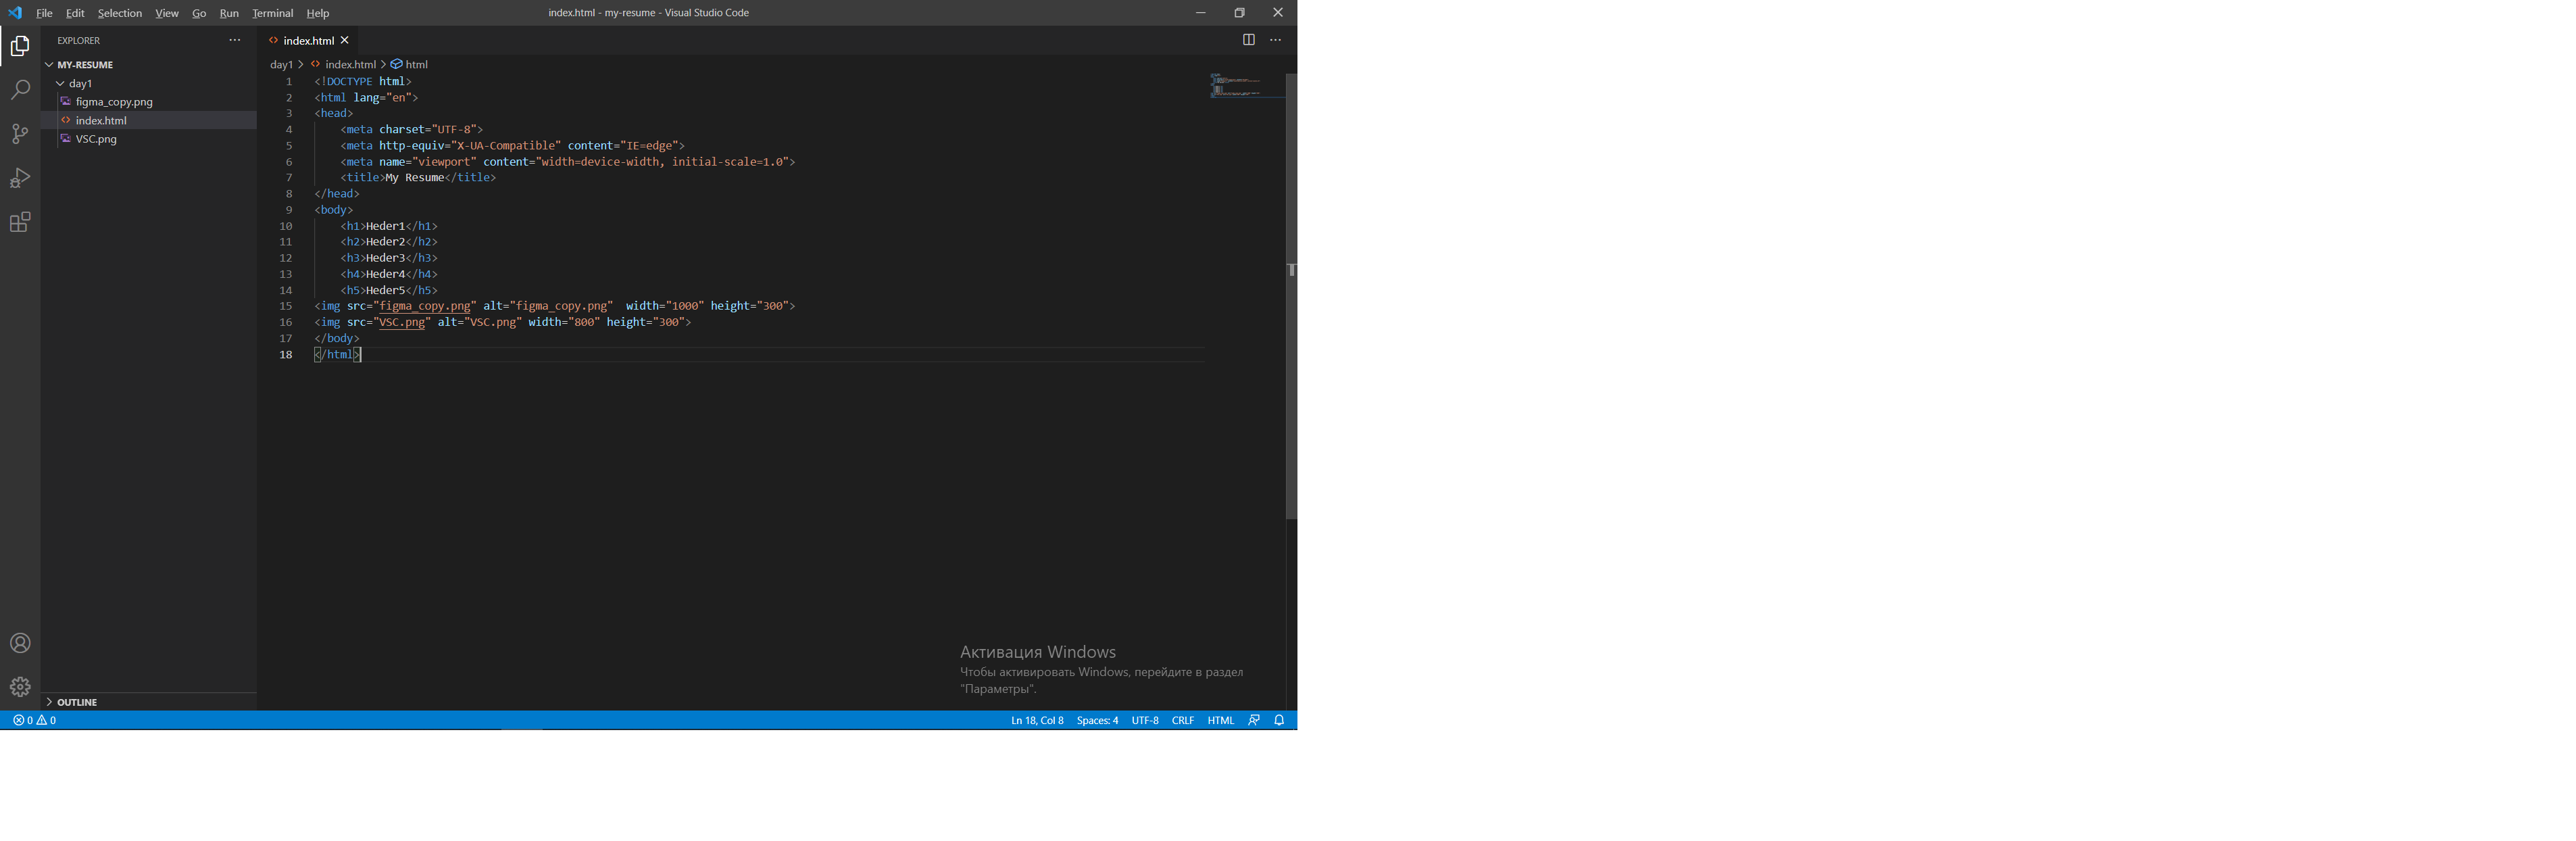 File Edit Selection View Go Run Terminal Help
index.html - my-resume - Visual Studio Code
EXPLORER
MY-RESUME
day1
figma_copy.png
index.html
VSC.png
OUTLINE
index.html
day1 > index.html > html
1 <!DOCTYPE html>
2 <html lang="en">
3 <head>
4 <meta charset="UTF-8">
5 <meta http-equiv="X-UA-Compatible" content="IE=edge">
6 <meta name="viewport" content="width=device-width, initial-scale=1.0">
7 <title>My Resume</title>
8 </head>
9 <body>
10 <h1>Heder1</h1>
11 <h2>Heder2</h2>
12 <h3>Heder3</h3>
13 <h4>Heder4</h4>
14 <h5>Heder5</h5>
15 <img src="figma_copy.png" alt="figma_copy.png"  width="1000" height="300">
16 <img src="VSC.png" alt="VSC.png" width="800" height="300">
17 </body>
18 </html>
Активация Windows
Чтобы активировать Windows, перейдите в раздел
"Параметры".
0 0
Ln 18, Col 8 Spaces: 4 UTF-8 CRLF HTML